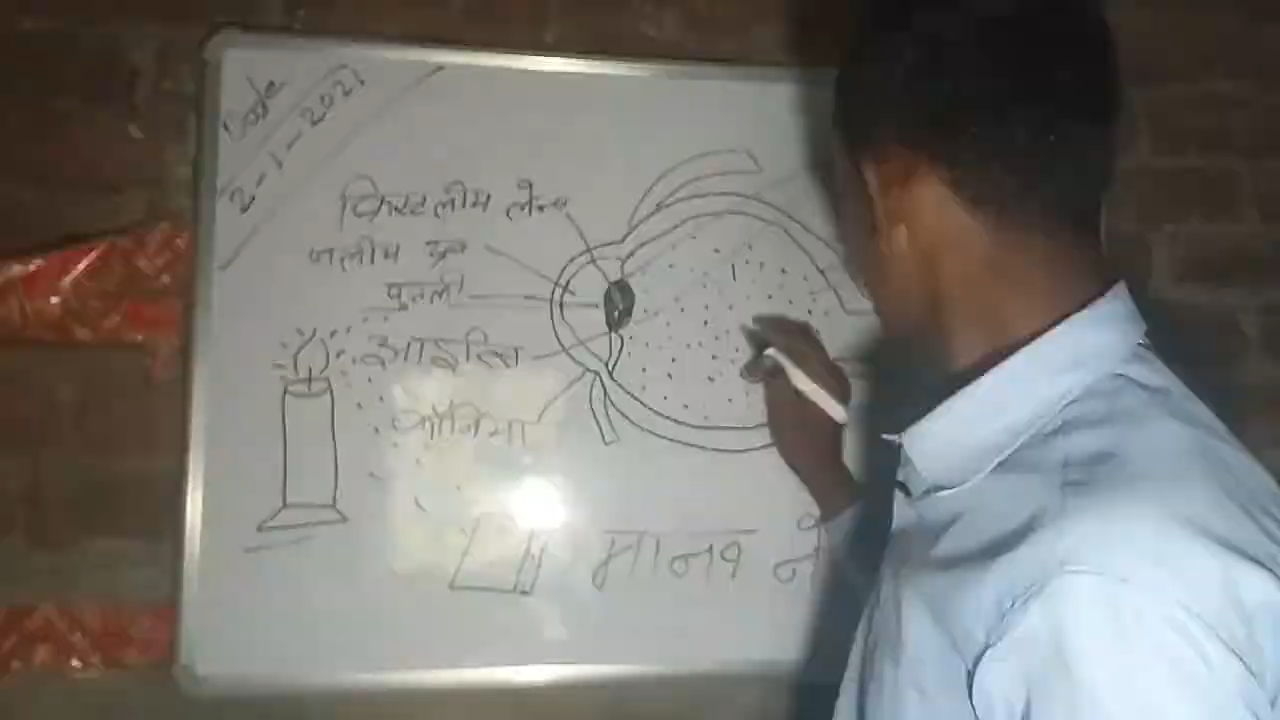 Date
2-1-2021
क्रिस्टलीय लेन्स
जलीय द्रव
पुतली
आइरिस
कॉर्निया
मानव ने